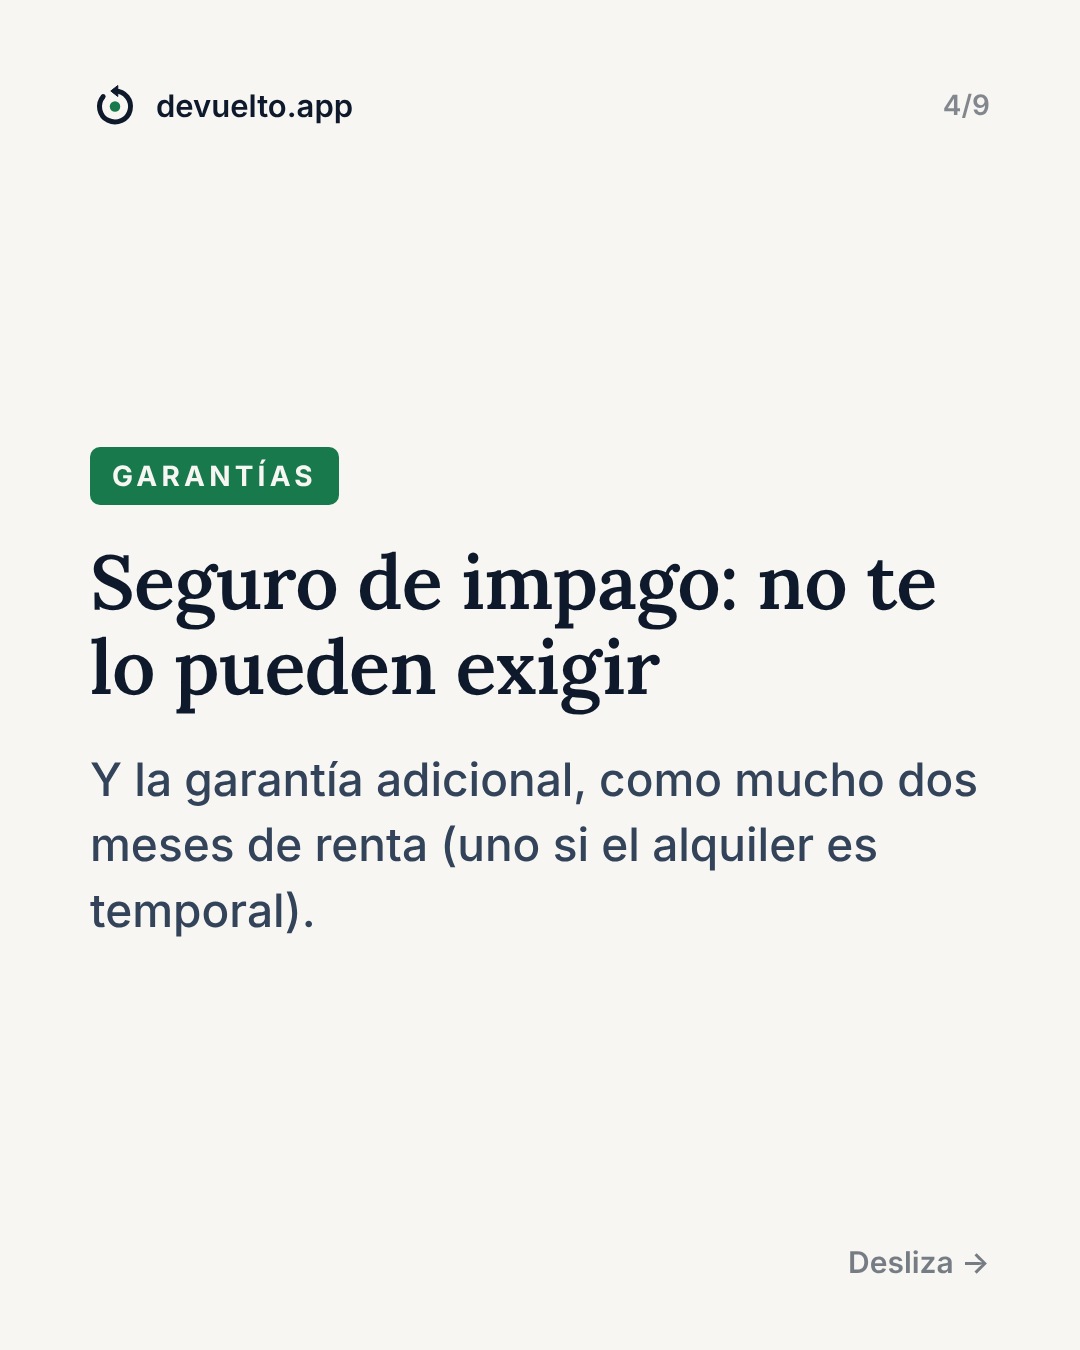 devuelto.app
4/9
GARANTÍAS
Seguro de impago: no te
lo pueden exigir
Y la garantía adicional, como mucho dos
meses de renta (uno si el alquiler es
temporal).
Desliza →